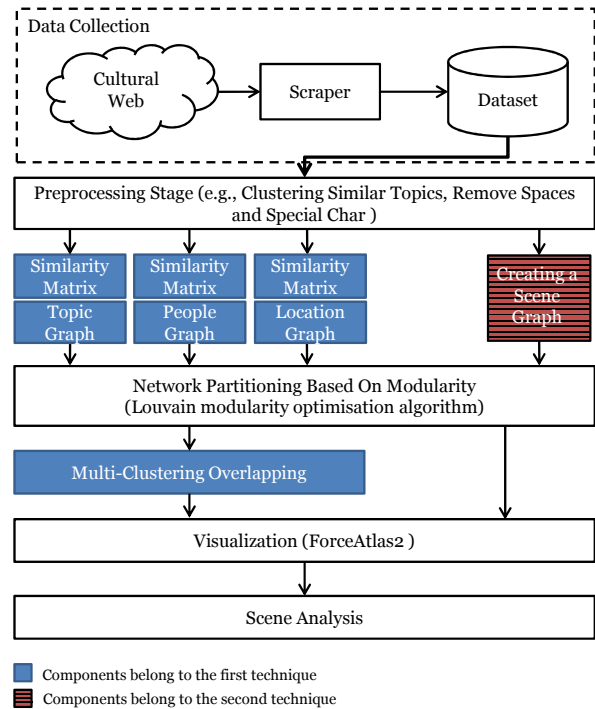 Data Collection
Cultural
Web
Scraper
Dataset
Preprocessing Stage (e.g., Clustering Similar Topics, Remove Spaces
and Special Char )
Similarity
Matrix
Topic
Graph
Similarity
Matrix
People
Graph
Similarity
Matrix
Location
Graph
Creating a
Scene
Graph
Network Partitioning Based On Modularity
(Louvain modularity optimisation algorithm)
Multi-Clustering Overlapping
Visualization (ForceAtlas2 )
Scene Analysis
Components belong to the first technique
Components belong to the second technique